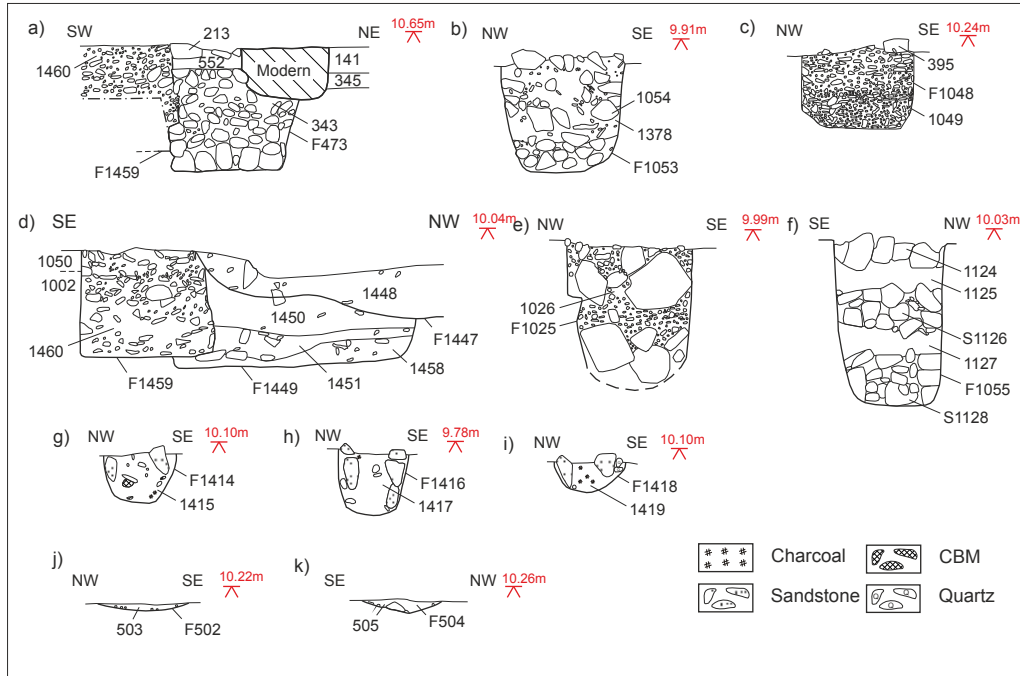 a) SW NE 10.65m
213
1460 552 Modern 141
345
343
F473
F1459
b) NW SE 9.91m
1054
1378
F1053
c) NW SE 10.24m
395
F1048
1049
d) SE NW 10.04m
1050
1002
1448
1450
1460
F1447
F1459 F1449 1451 1458
e) NW SE 9.99m
1026
F1025
f) SE NW 10.03m
1124
1125
S1126
1127
F1055
S1128
g) NW SE 10.10m
F1414
1415
h) NW SE 9.78m
F1416
1417
i) NW SE 10.10m
F1418
1419
j) NW SE 10.22m
503 F502
k) SE NW 10.26m
505 F504
Charcoal CBM
Sandstone Quartz